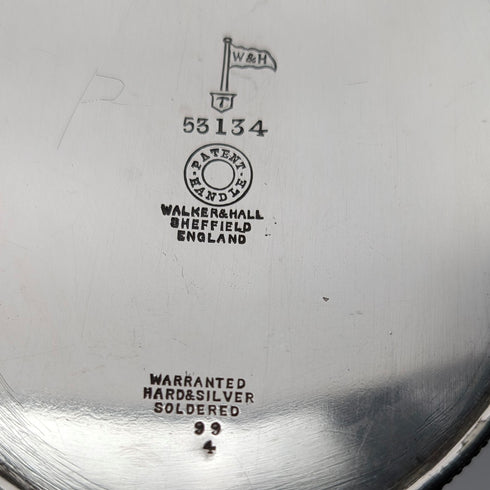 W&H
T
53134
PATENT
HANDLE
WALKER&HALL
SHEFFIELD
ENGLAND
P
WARRANTED
HARD&SILVER
SOLDERED
99
4